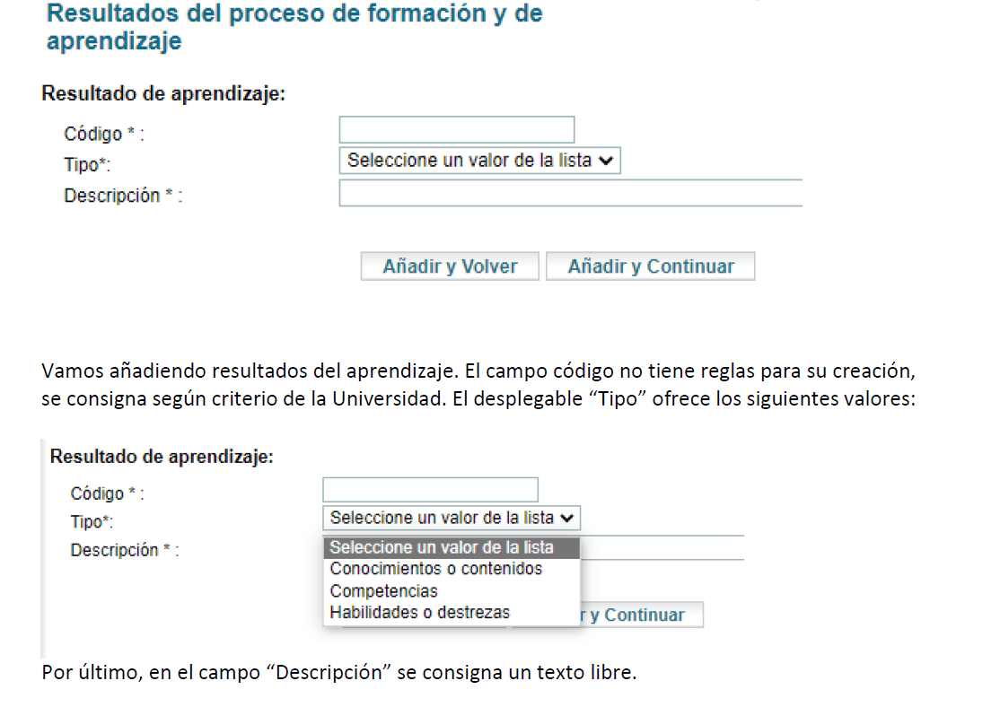 Resultados del proceso de formación y de
aprendizaje
Resultado de aprendizaje:
Código * :
Tipo*: Seleccione un valor de la lista
Descripción * :
Añadir y Volver Añadir y Continuar
Vamos añadiendo resultados del aprendizaje. El campo código no tiene reglas para su creación,
se consigna según criterio de la Universidad. El desplegable “Tipo” ofrece los siguientes valores:
Resultado de aprendizaje:
Código * :
Tipo*: Seleccione un valor de la lista
Descripción * :
Seleccione un valor de la lista
Conocimientos o contenidos
Competencias
Habilidades o destrezas
r y Continuar
Por último, en el campo “Descripción” se consigna un texto libre.